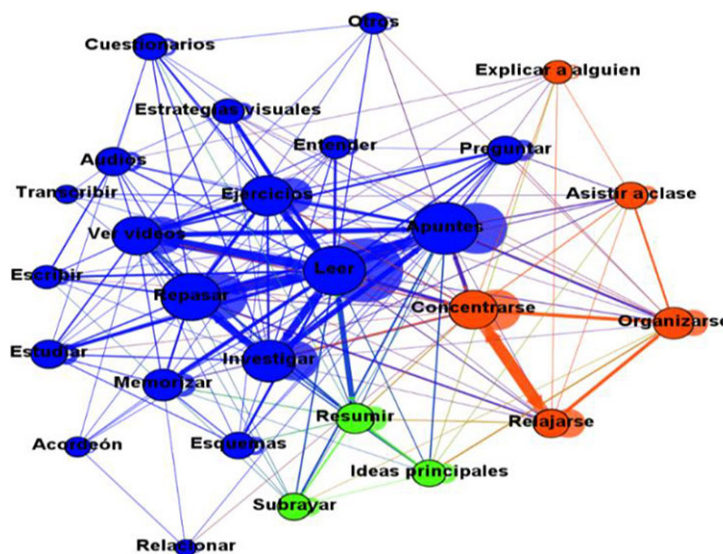 Otros
Cuestionarios
Explicar a alguien
Estrategias visuales
Entender
Preguntar
Audios
Transcribir
Ejercicios
Asistir a clase
Ver videos
Apuntes
Leer
Escribir
Repasar
Concentrarse
Organizarse
Estudiar
Investigar
Memorizar
Resumir
Relajarse
Acordeón
Esquemas
Ideas principales
Subrayar
Relacionar